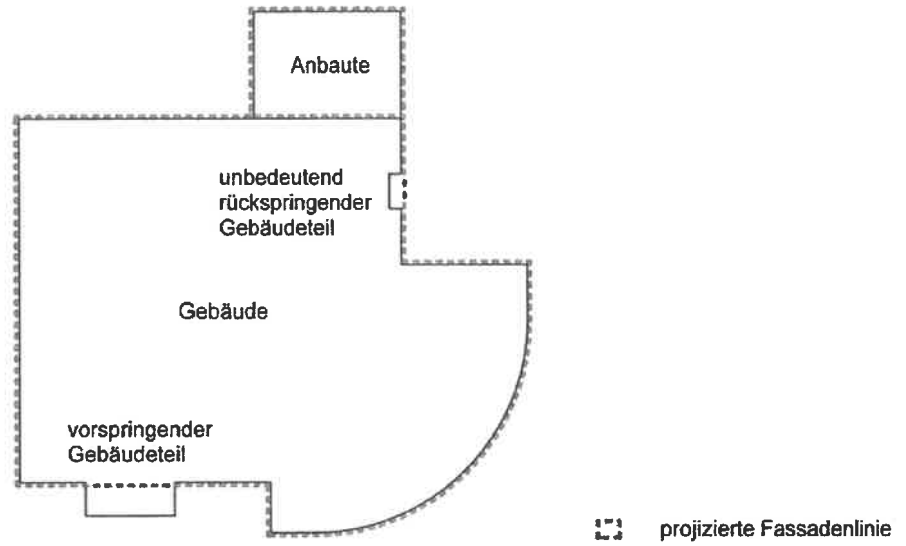 Anbaute
unbedeutend
rückspringender
Gebäudeteil
Gebäude
vorspringender
Gebäudeteil
projizierte Fassadenlinie